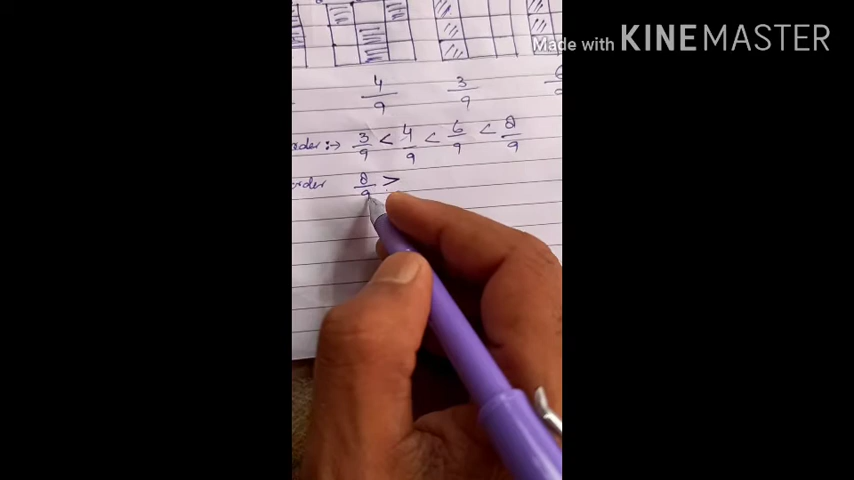 Made with KINEMASTER
4/9 3/9
order :→ 3/9 < 4/9 < 6/9 < 8/9
order 8/9 >